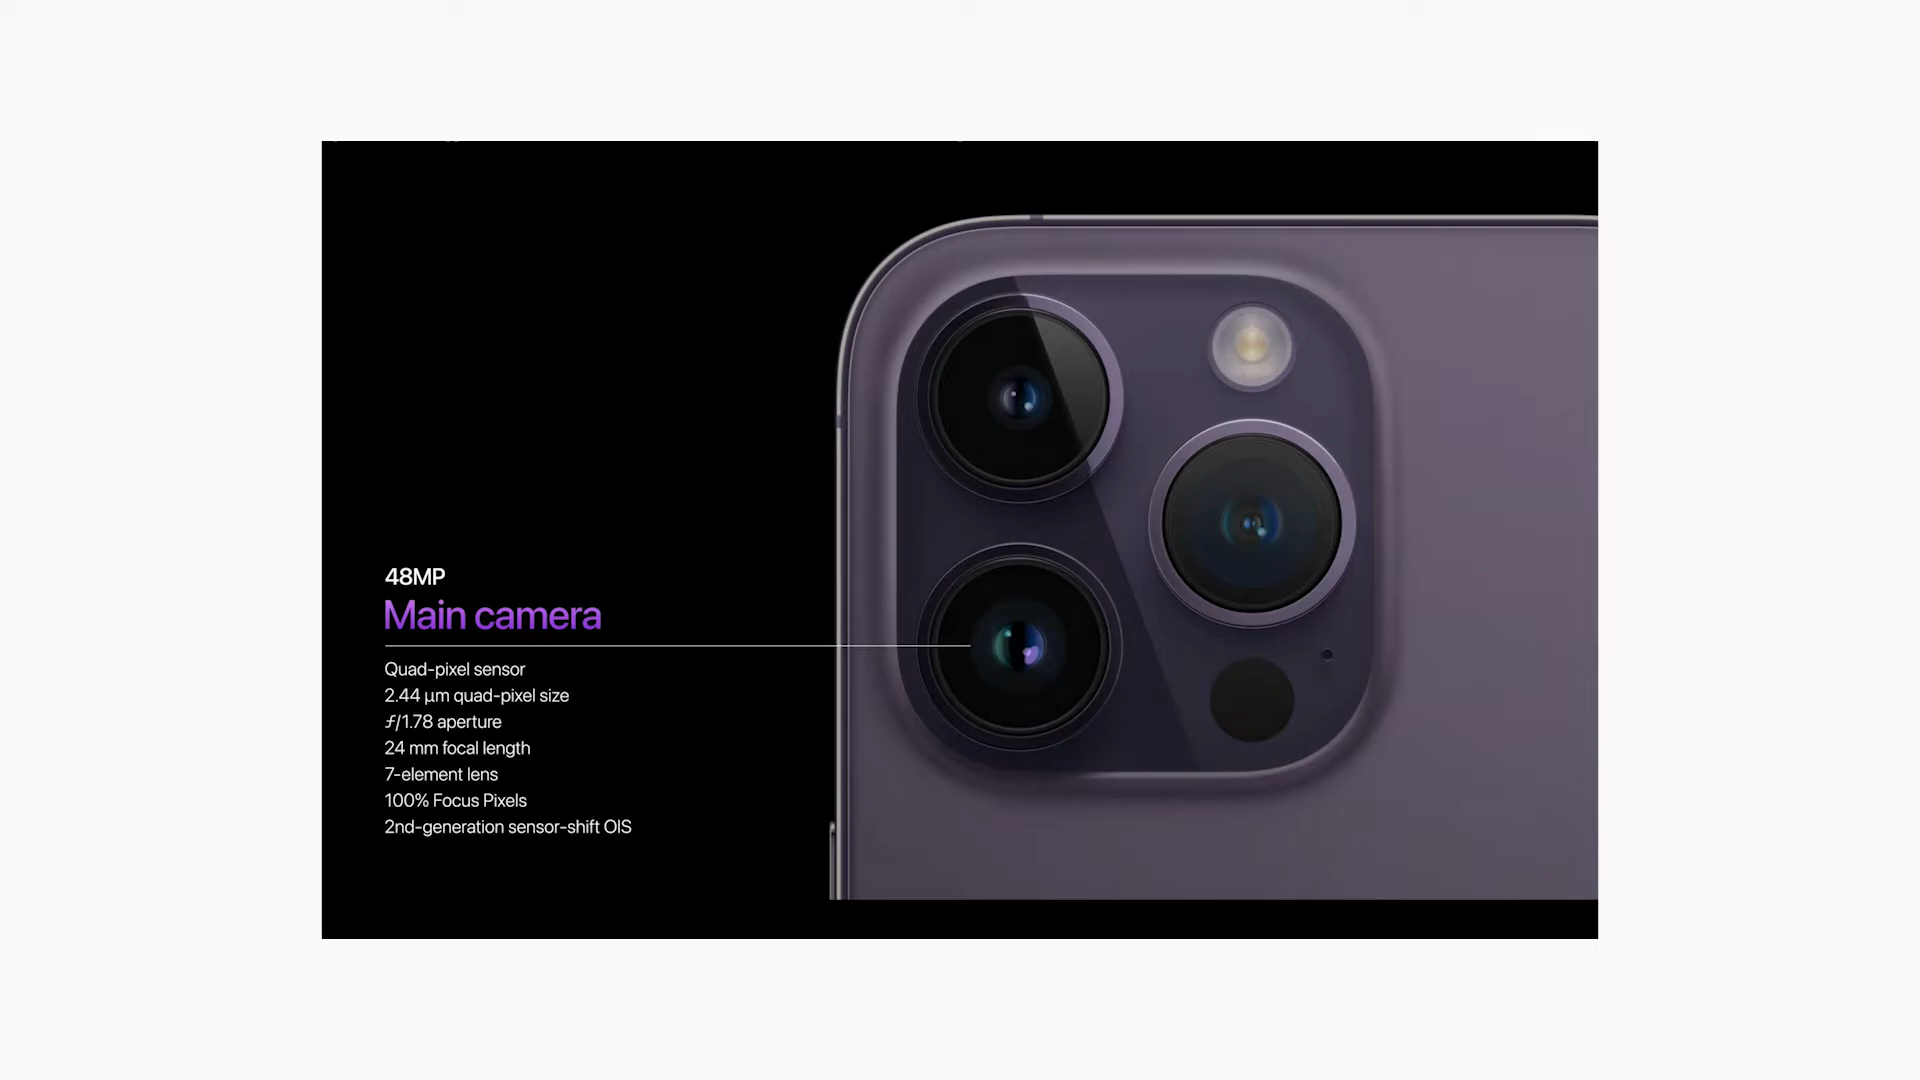 48MP
Main camera
Quad-pixel sensor
2.44 µm quad-pixel size
ƒ/1.78 aperture
24 mm focal length
7-element lens
100% Focus Pixels
2nd-generation sensor-shift OIS